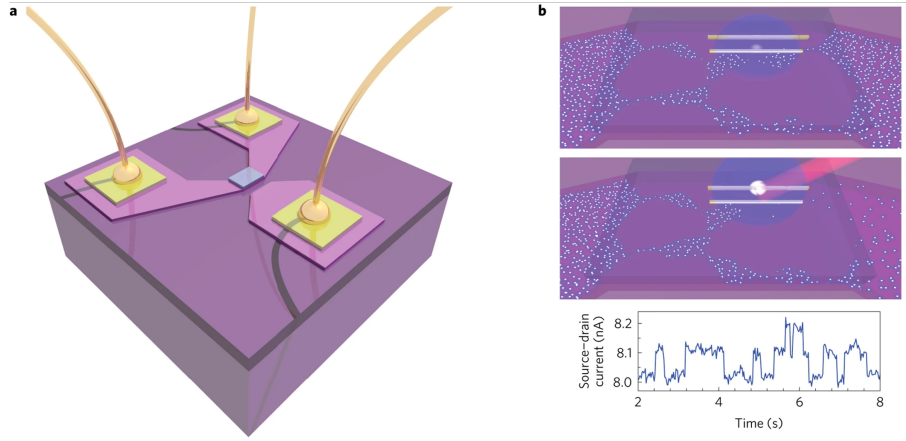 a
b
Source–drain
current (nA)
8.2
8.1
8.0
2
4
6
8
Time (s)